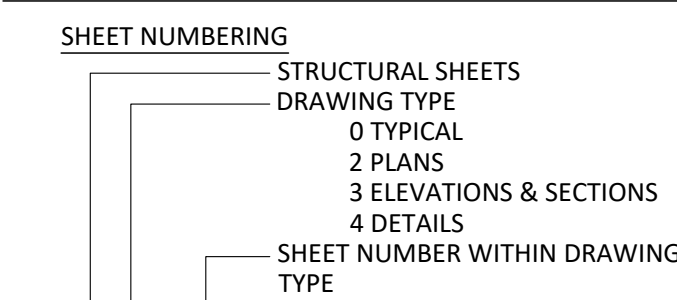 SHEET NUMBERING
STRUCTURAL SHEETS
DRAWING TYPE
0 TYPICAL
2 PLANS
3 ELEVATIONS & SECTIONS
4 DETAILS
SHEET NUMBER WITHIN DRAWING
TYPE